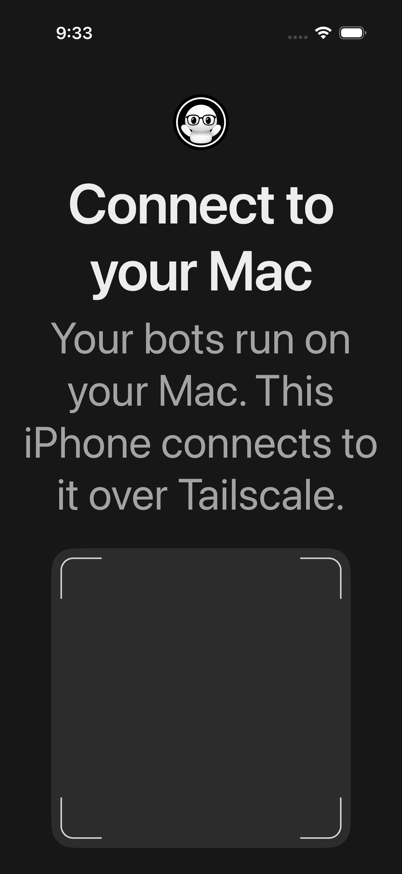 9:33
Connect to
your Mac
Your bots run on
your Mac. This
iPhone connects to
it over Tailscale.